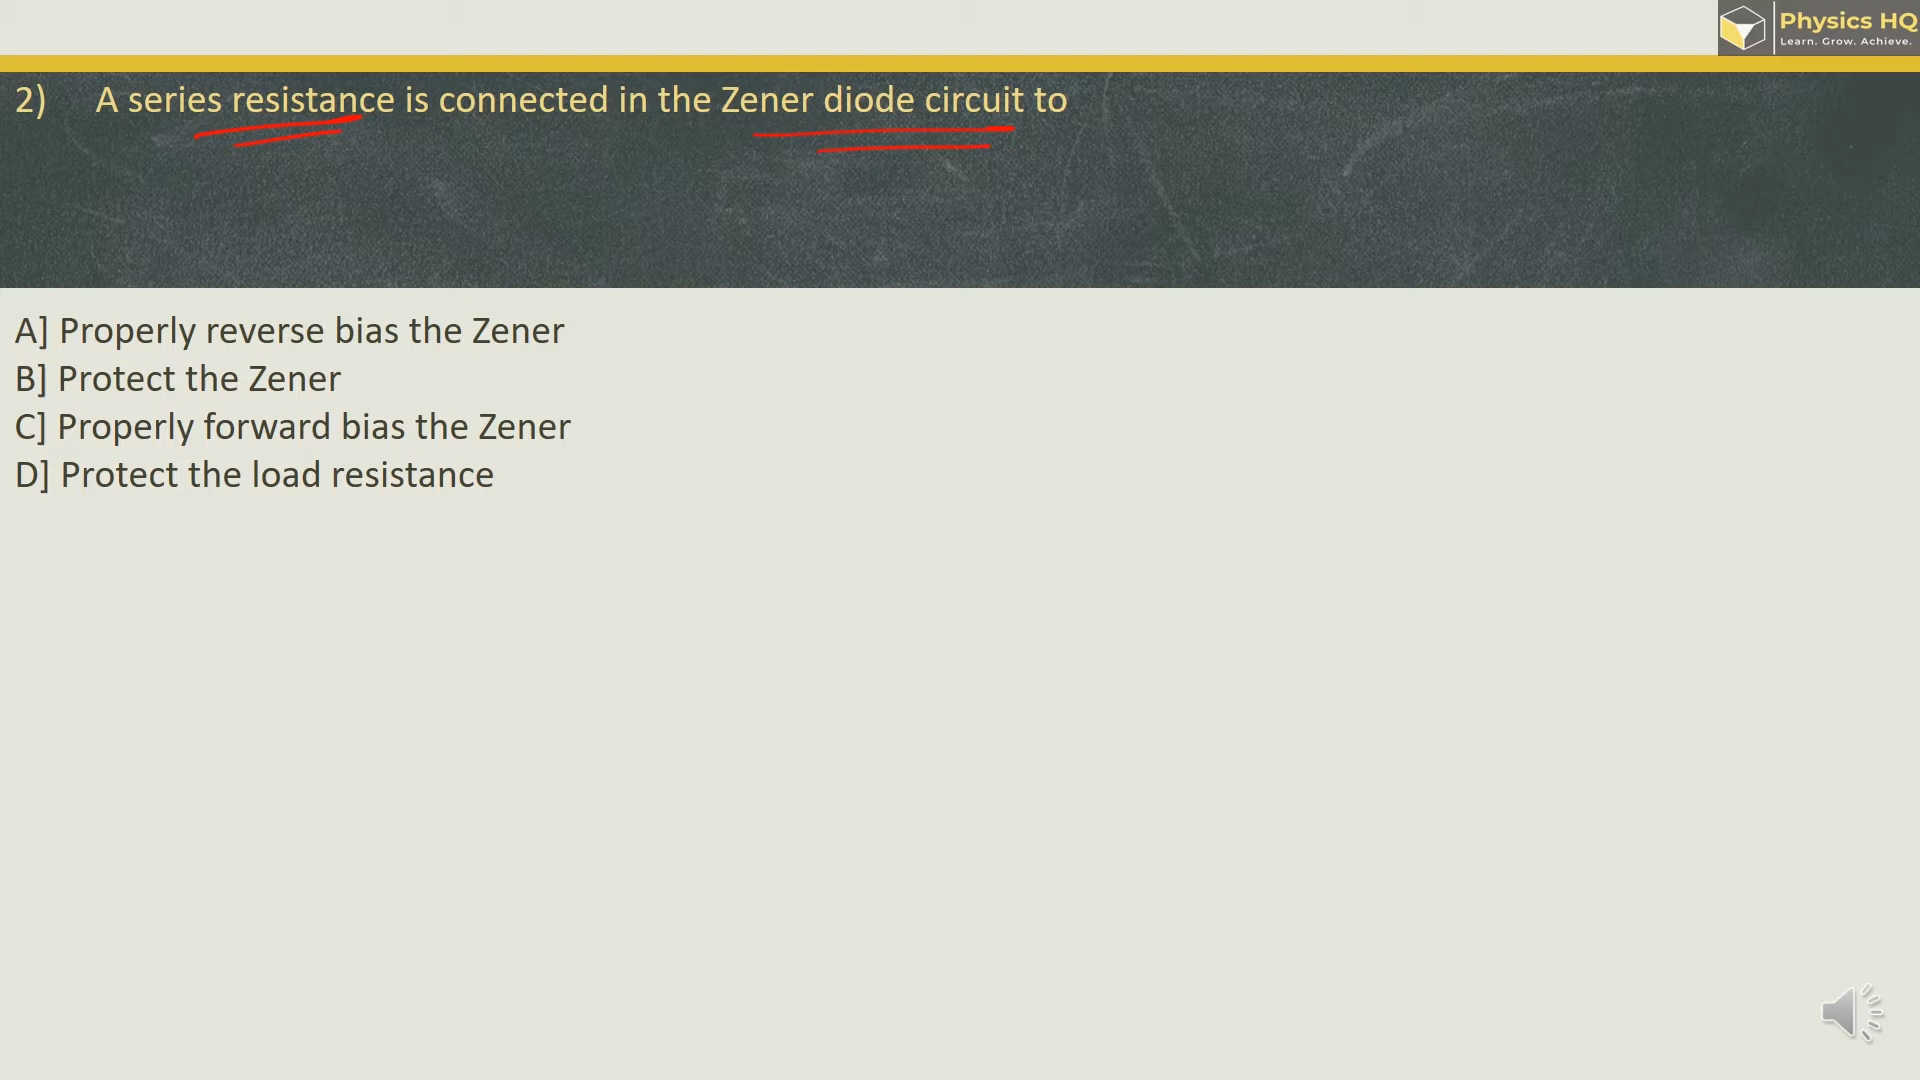 Physics HQ
Learn. Grow. Achieve.
2) A series resistance is connected in the Zener diode circuit to
A] Properly reverse bias the Zener
B] Protect the Zener
C] Properly forward bias the Zener
D] Protect the load resistance